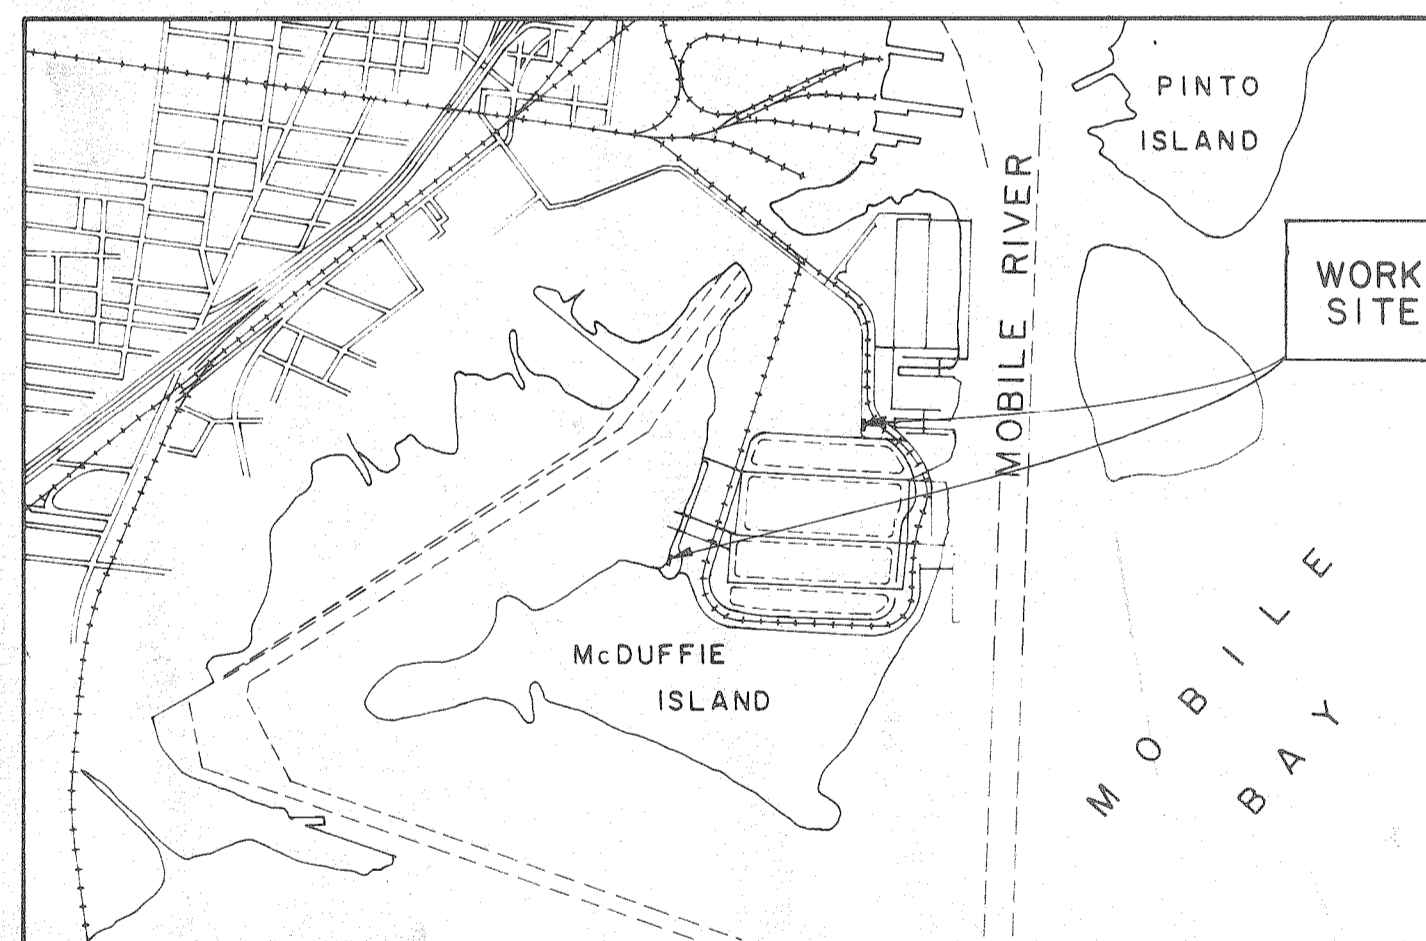 PINTO
ISLAND
WORK
SITE
MOBILE RIVER
McDUFFIE
ISLAND
MOBILE
BAY